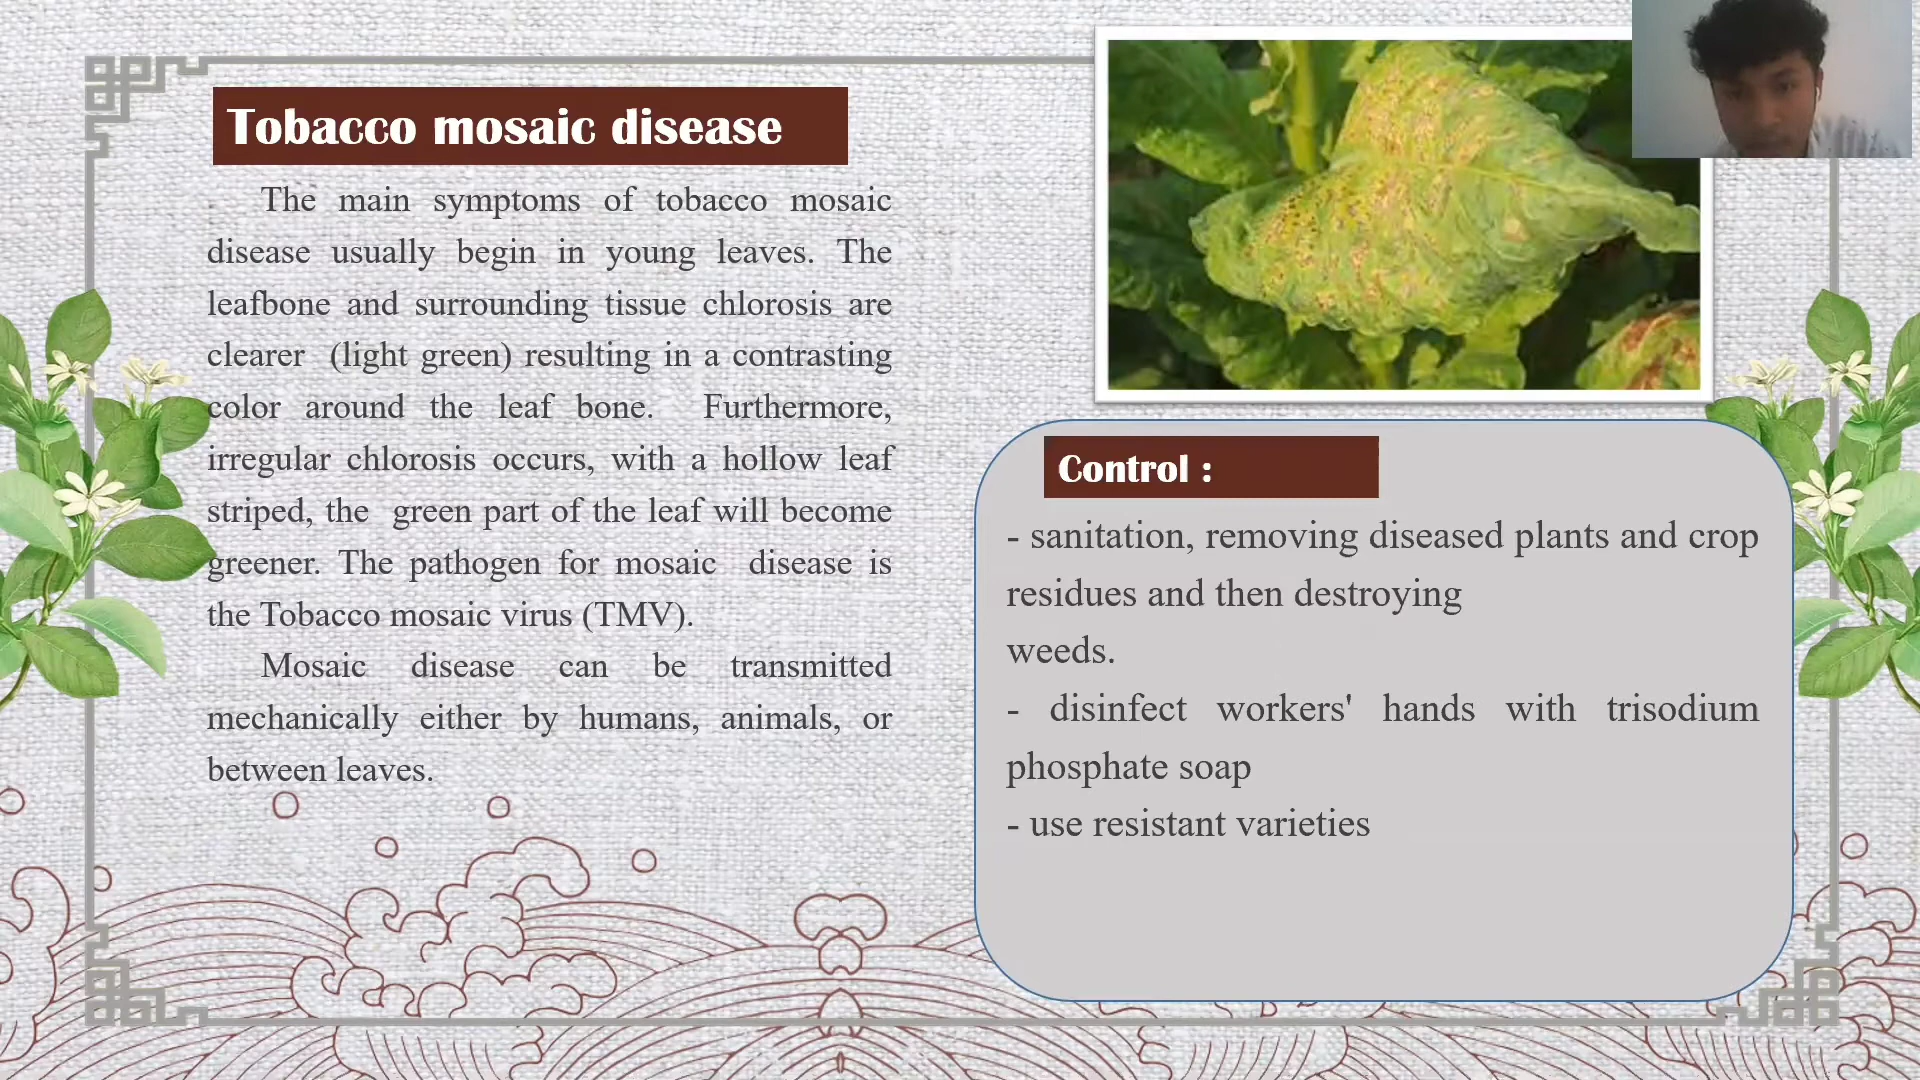 Tobacco mosaic disease
The main symptoms of tobacco mosaic
disease usually begin in young leaves. The
leafbone and surrounding tissue chlorosis are
clearer (light green) resulting in a contrasting
color around the leaf bone. Furthermore,
irregular chlorosis occurs, with a hollow leaf
striped, the green part of the leaf will become
greener. The pathogen for mosaic disease is
the Tobacco mosaic virus (TMV).
Mosaic disease can be transmitted
mechanically either by humans, animals, or
between leaves.
Control :
- sanitation, removing diseased plants and crop
residues and then destroying
weeds.
- disinfect workers' hands with trisodium
phosphate soap
- use resistant varieties